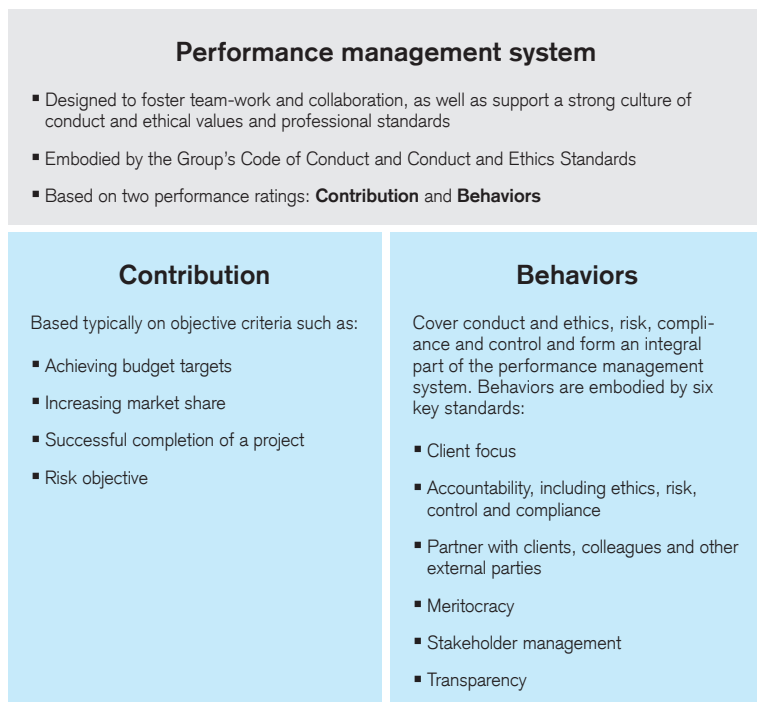 Performance management system
▪ Designed to foster team-work and collaboration, as well as support a strong culture of
conduct and ethical values and professional standards
▪ Embodied by the Group's Code of Conduct and Conduct and Ethics Standards
▪ Based on two performance ratings: Contribution and Behaviors
Contribution
Based typically on objective criteria such as:
▪ Achieving budget targets
▪ Increasing market share
▪ Successful completion of a project
▪ Risk objective
Behaviors
Cover conduct and ethics, risk, compli-
ance and control and form an integral
part of the performance management
system. Behaviors are embodied by six
key standards:
▪ Client focus
▪ Accountability, including ethics, risk,
control and compliance
▪ Partner with clients, colleagues and other
external parties
▪ Meritocracy
▪ Stakeholder management
▪ Transparency